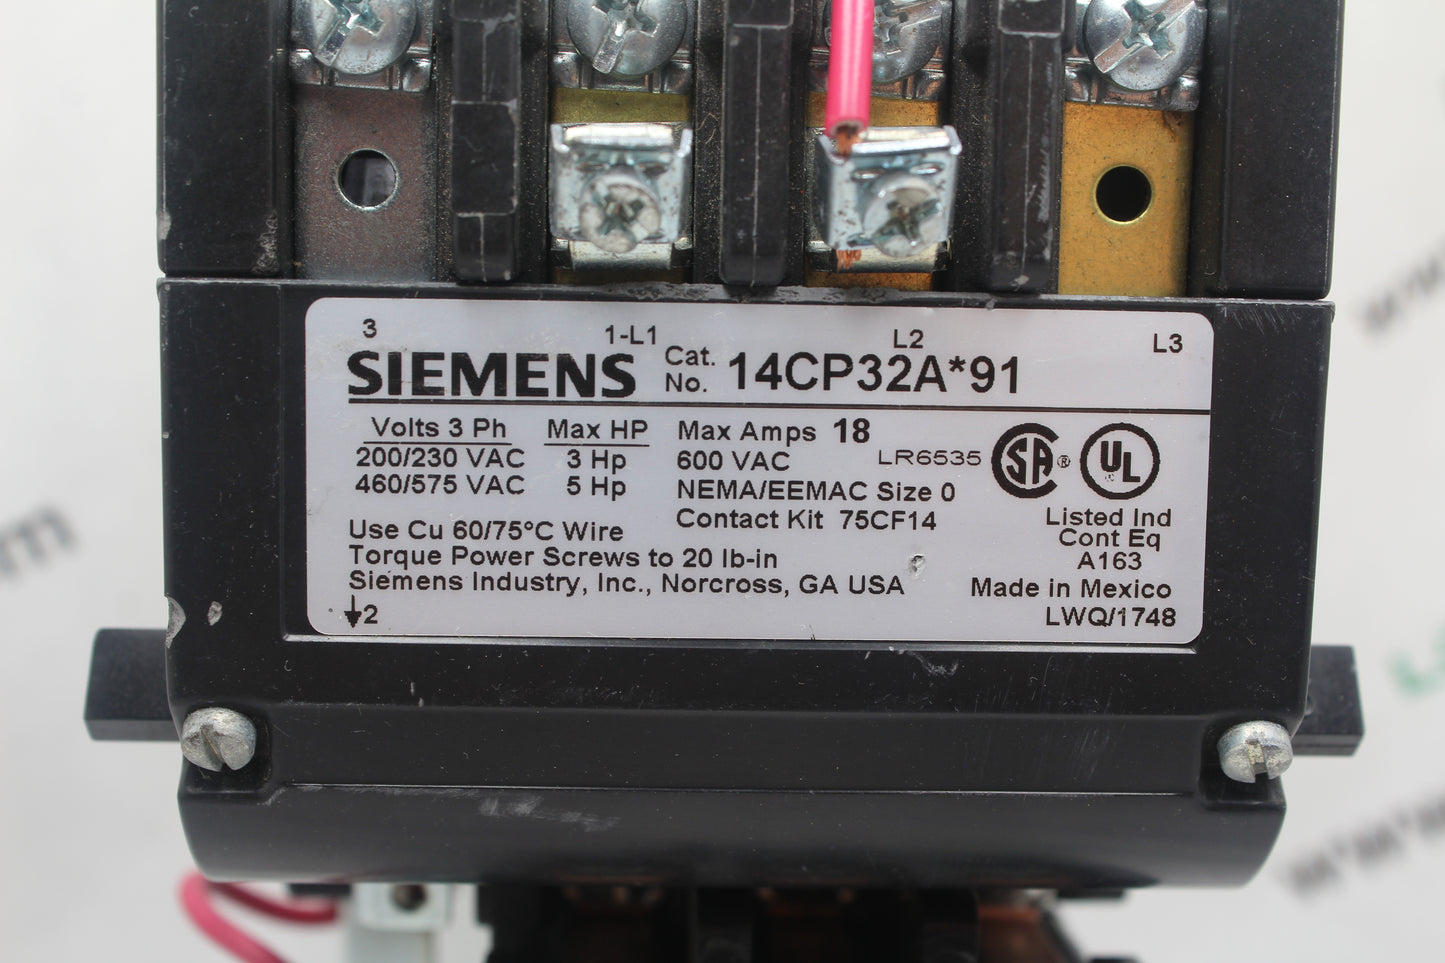 3 1-L1 L2 L3
SIEMENS Cat. No. 14CP32A*91
Volts 3 Ph Max HP Max Amps 18
200/230 VAC 3 Hp 600 VAC LR6535 SA® UL
460/575 VAC 5 Hp NEMA/EEMAC Size 0
Use Cu 60/75°C Wire Contact Kit 75CF14 Listed Ind
Cont Eq
Torque Power Screws to 20 lb-in A163
Siemens Industry, Inc., Norcross, GA USA Made in Mexico
2 LWQ/1748